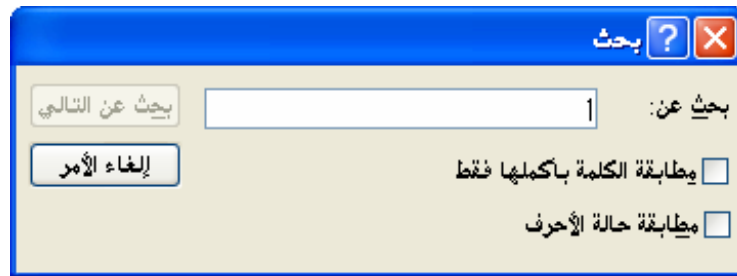 بحث
بحث عن: 1 بحث عن التالي
مطابقة الكلمة بأكملها فقط إلغاء الأمر
مطابقة حالة الأحرف